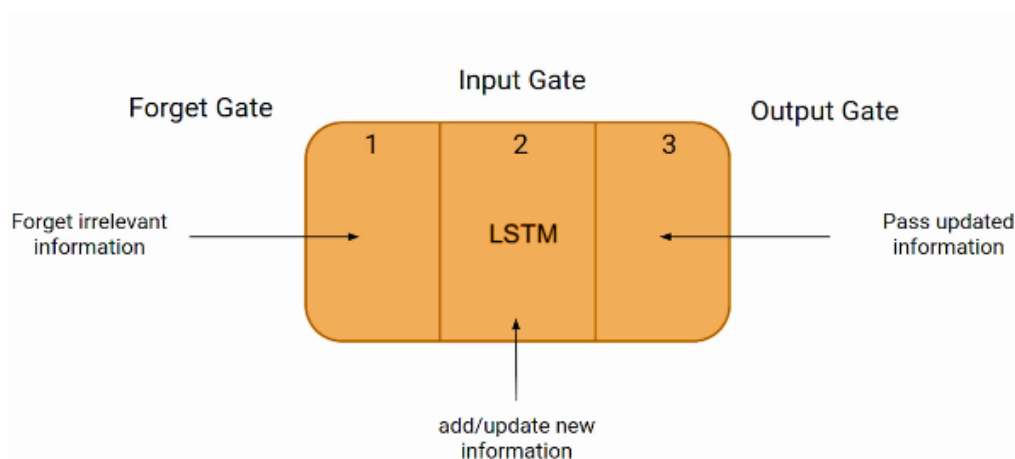 Input Gate
Forget Gate
Output Gate
1
2
3
Forget irrelevant
information
LSTM
Pass updated
information
add/update new
information